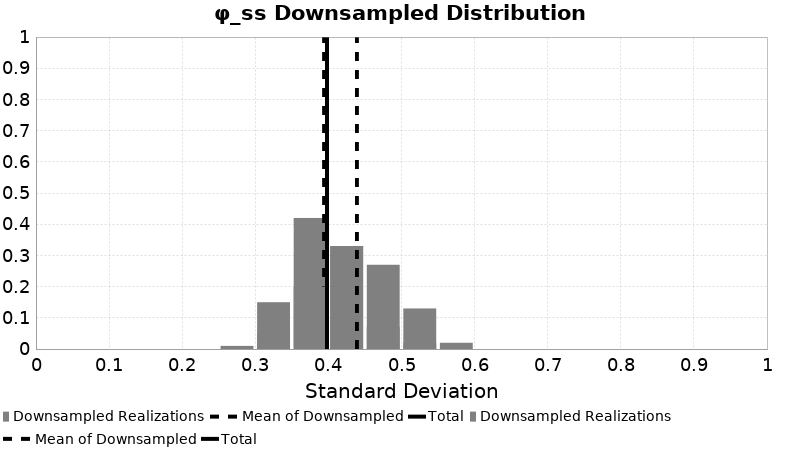 φ_ss Downsampled Distribution
1
0.9
0.8
0.7
0.6
0.5
0.4
0.3
0.2
0.1
0
0 0.1 0.2 0.3 0.4 0.5 0.6 0.7 0.8 0.9 1
Standard Deviation
Downsampled Realizations Mean of Downsampled Total Downsampled Realizations
Mean of Downsampled Total